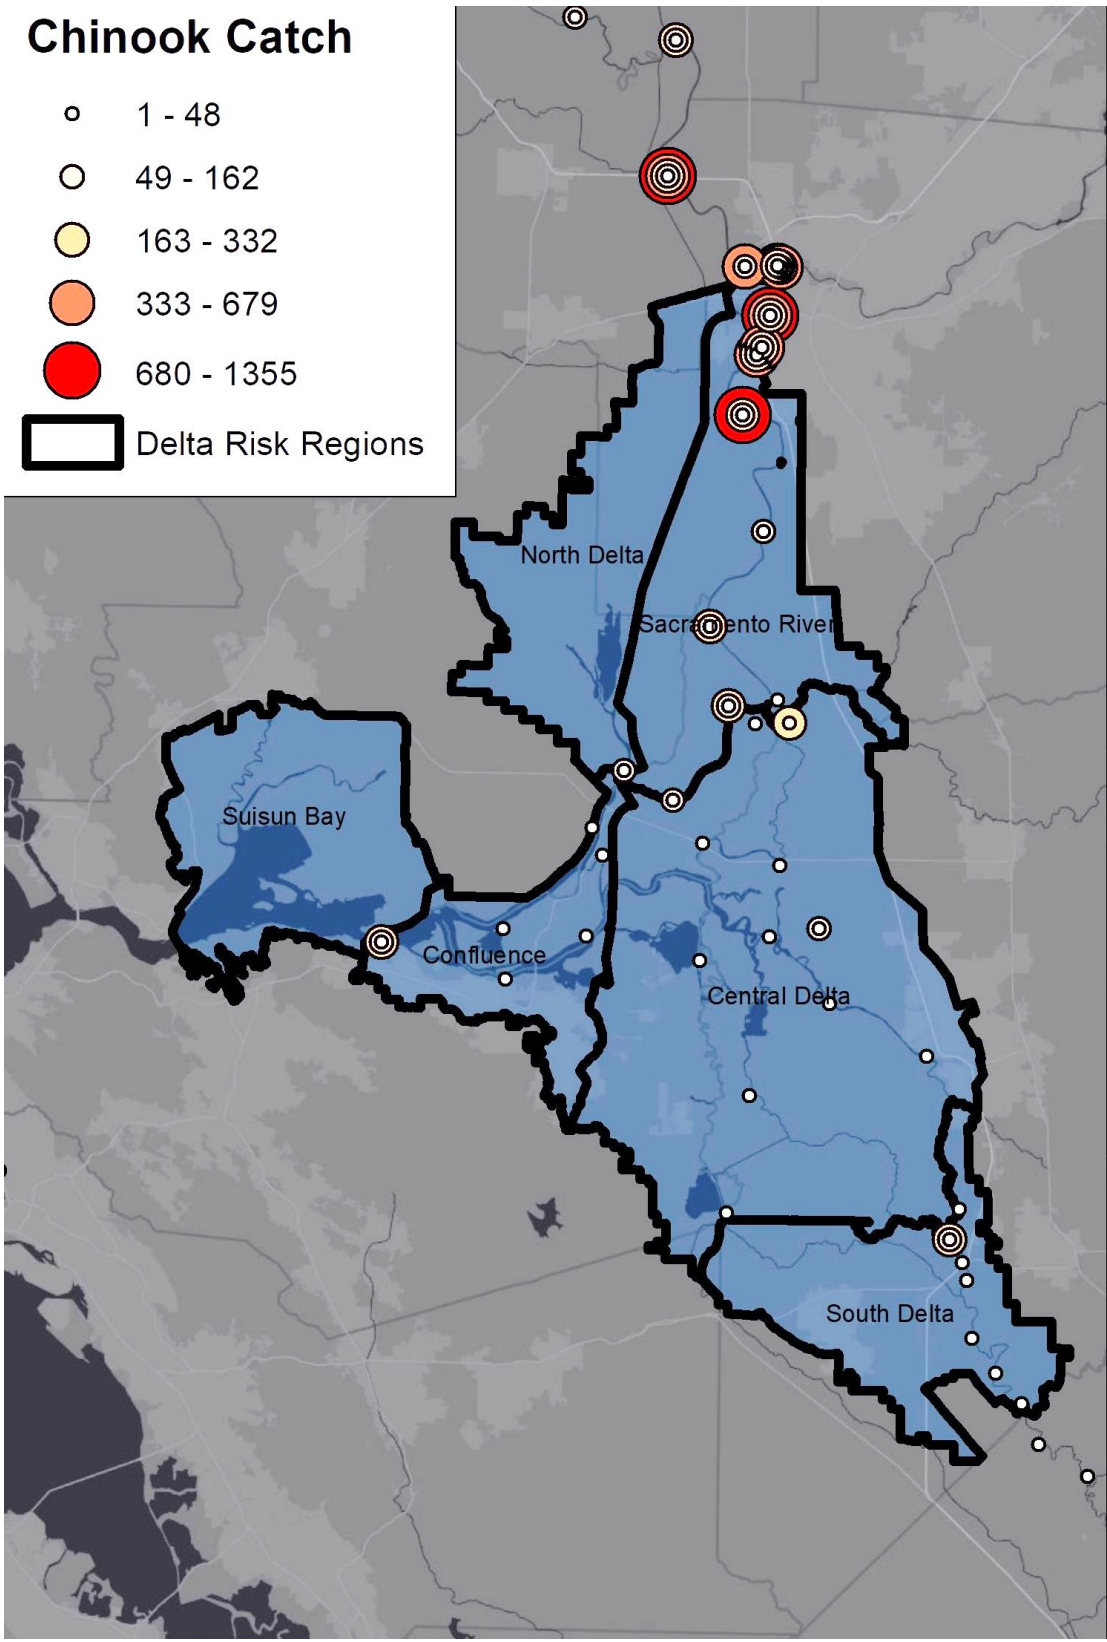 Chinook Catch
1 - 48
49 - 162
163 - 332
333 - 679
680 - 1355
Delta Risk Regions
North Delta
Sacramento River
Suisun Bay
Confluence
Central Delta
South Delta